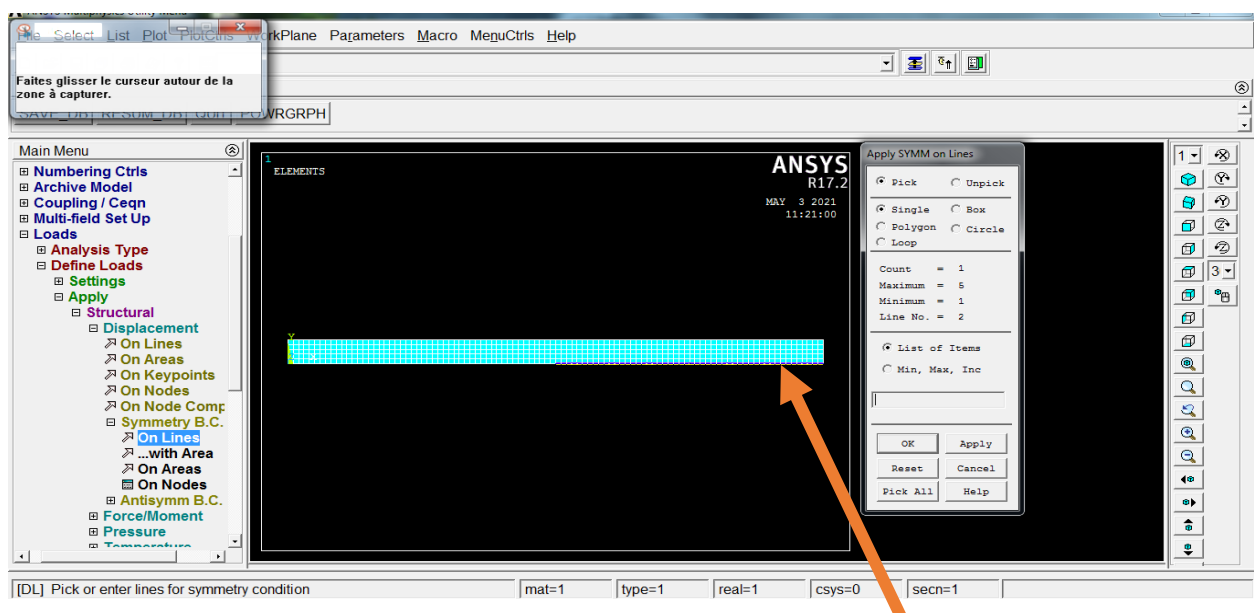 ANSYS Multiphysics Utility Menu
File Select List Plot PlotCtrls WorkPlane Parameters Macro MenuCtrls Help
Faites glisser le curseur autour de la
zone à capturer.
SAVE_DB RESUM_DB QUIT POWRGRPH
Main Menu
Numbering Ctrls
Archive Model
Coupling / Ceqn
Multi-field Set Up
Loads
Analysis Type
Define Loads
Settings
Apply
Structural
Displacement
On Lines
On Areas
On Keypoints
On Nodes
On Node Comp
Symmetry B.C.
On Lines
...with Area
On Areas
On Nodes
Antisymm B.C.
Force/Moment
Pressure
Temperature
1
ELEMENTS
ANSYS
R17.2
MAY 3 2021
11:21:00
Y
X
Apply SYMM on Lines
Pick Unpick
Single Box
Polygon Circle
Loop
Count = 1
Maximum = 5
Minimum = 1
Line No. = 2
List of Items
Min, Max, Inc
OK Apply
Reset Cancel
Pick All Help
1
3
[DL] Pick or enter lines for symmetry condition mat=1 type=1 real=1 csys=0 secn=1